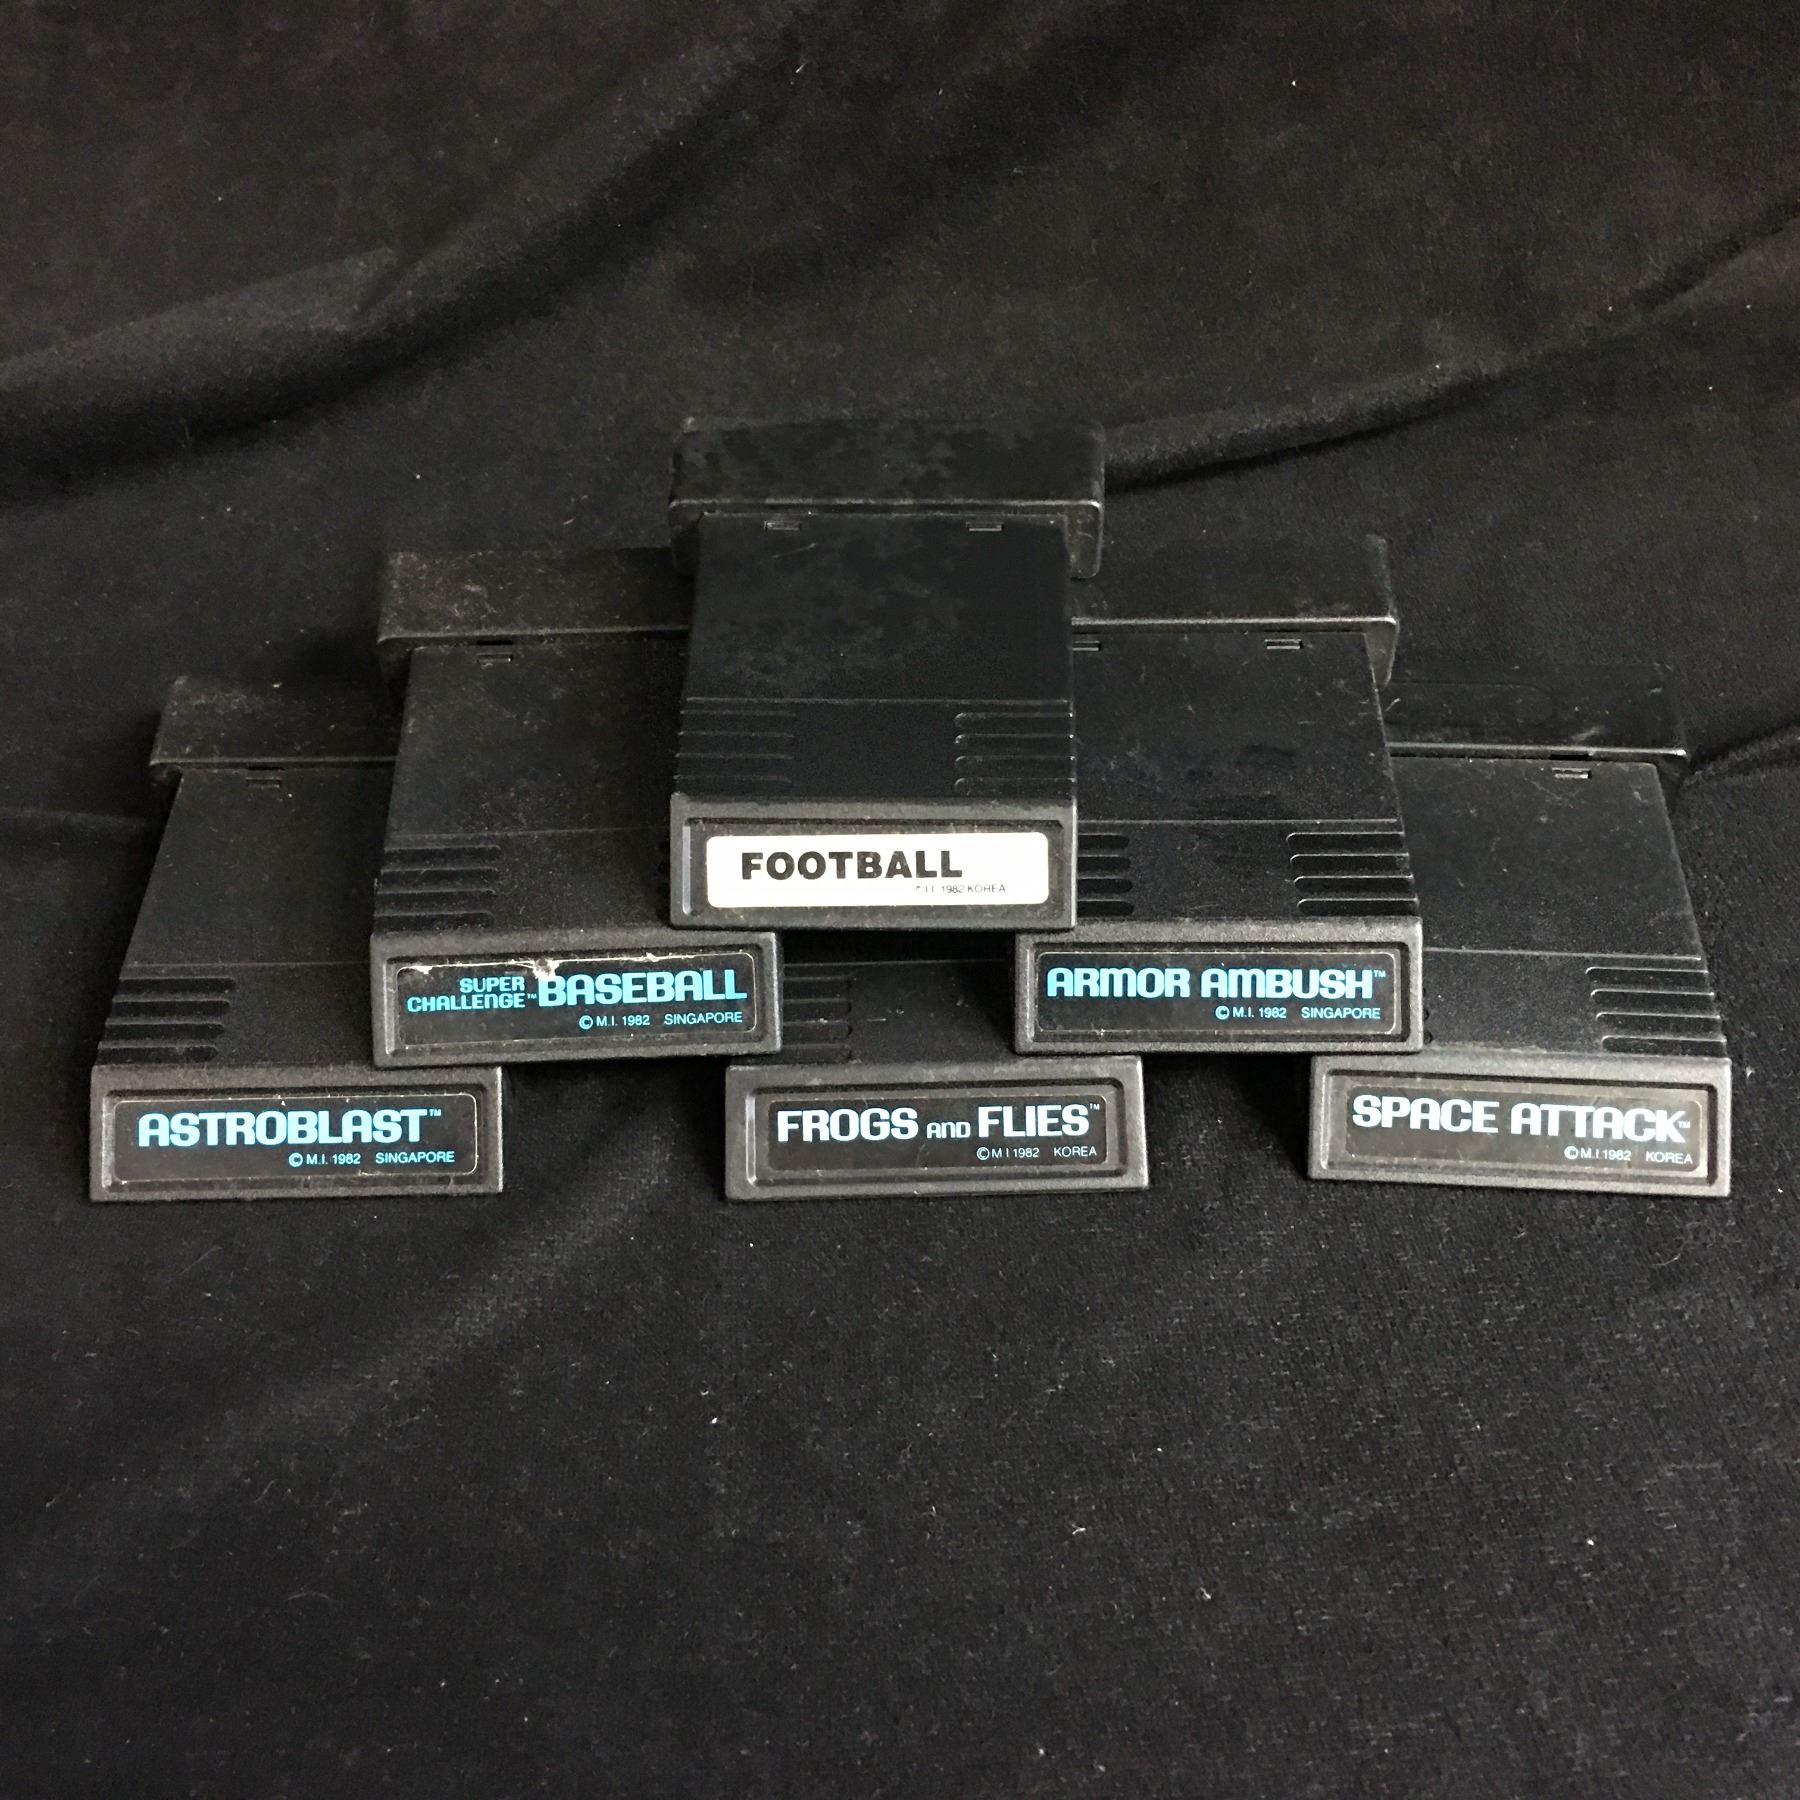 FOOTBALL
1982 KOREA
SUPER
CHALLENGE™ BASEBALL
© M.I. 1982 SINGAPORE
ARMOR AMBUSH™
© M.I. 1982 SINGAPORE
ASTROBLAST™
© M.I. 1982 SINGAPORE
FROGS AND FLIES™
© M I 1982 KOREA
SPACE ATTACK™
© M.I. 1982 KOREA